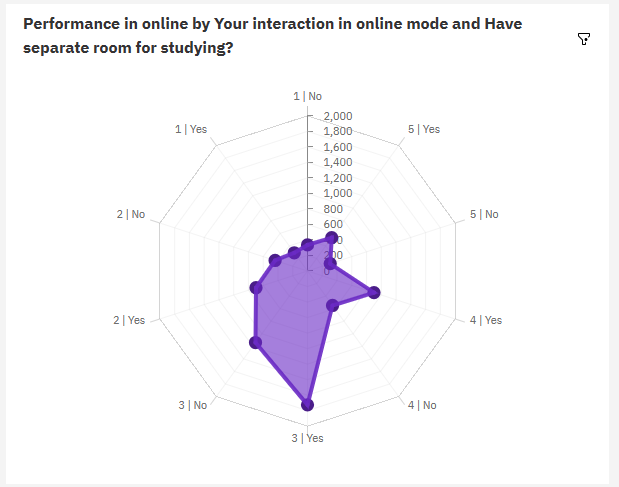 Performance in online by Your interaction in online mode and Have
separate room for studying?
1 | No
2,000
1 | Yes
1,800
5 | Yes
1,600
1,400
1,200
1,000
2 | No
800
5 | No
600
200
0
2 | Yes
4 | Yes
3 | No
4 | No
3 | Yes